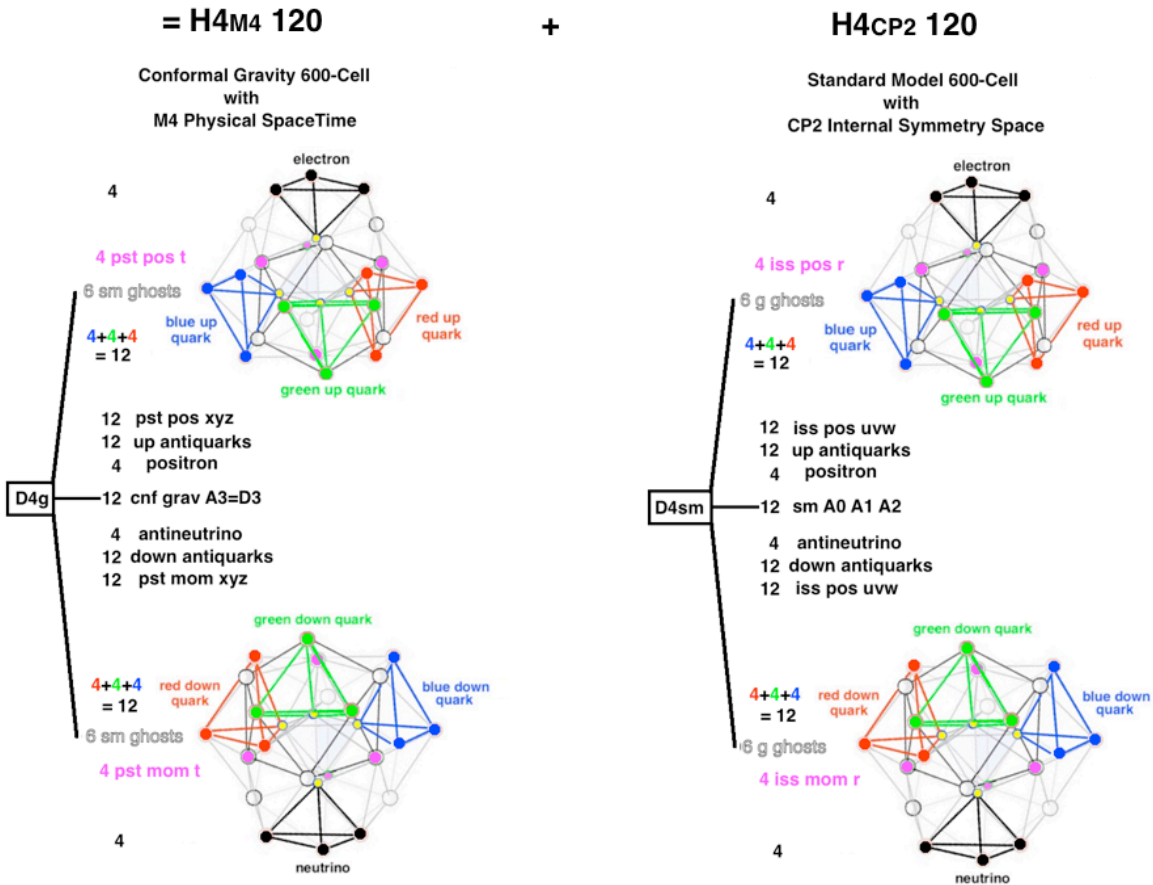 = H4M4 120 + H4CP2 120
Conformal Gravity 600-Cell
with
M4 Physical SpaceTime
electron
4
4 pst pos t
6 sm ghosts
blue up
quark
red up
quark
4+4+4
= 12
green up quark
12 pst pos xyz
12 up antiquarks
4 positron
D4g
12 cnf grav A3=D3
4 antineutrino
12 down antiquarks
12 pst mom xyz
green down quark
4+4+4
= 12
red down
quark
blue down
quark
6 sm ghosts
4 pst mom t
4
neutrino
Standard Model 600-Cell
with
CP2 Internal Symmetry Space
electron
4
4 iss pos r
6 g ghosts
blue up
quark
red up
quark
4+4+4
= 12
green up quark
12 iss pos uvw
12 up antiquarks
4 positron
D4sm
12 sm A0 A1 A2
4 antineutrino
12 down antiquarks
12 iss pos uvw
green down quark
4+4+4
= 12
red down
quark
blue down
quark
6 g ghosts
4 iss mom r
4
neutrino